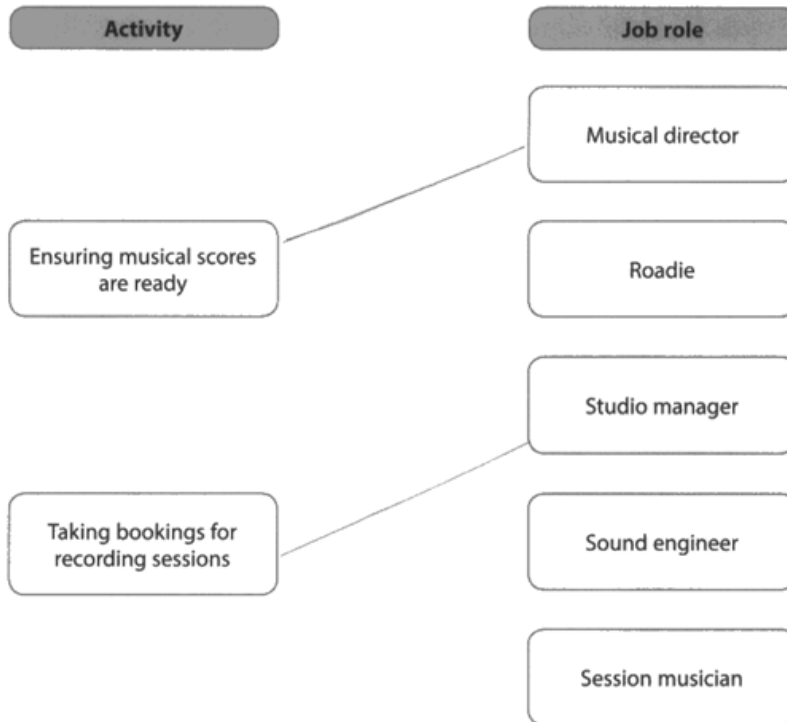 Activity
Job role
Musical director
Ensuring musical scores
are ready
Roadie
Studio manager
Taking bookings for
recording sessions
Sound engineer
Session musician